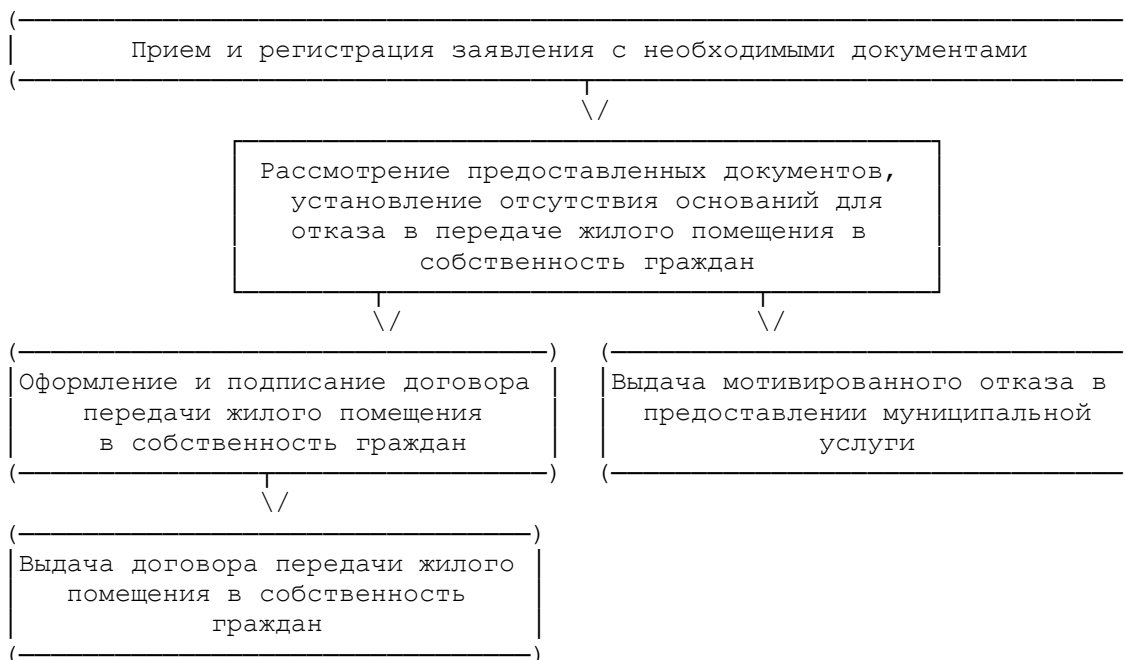 Прием и регистрация заявления с необходимыми документами
Рассмотрение предоставленных документов,
установление отсутствия оснований для
отказа в передаче жилого помещения в
собственность граждан
Оформление и подписание договора
передачи жилого помещения
в собственность граждан
Выдача мотивированного отказа в
предоставлении муниципальной
услуги
Выдача договора передачи жилого
помещения в собственность
граждан